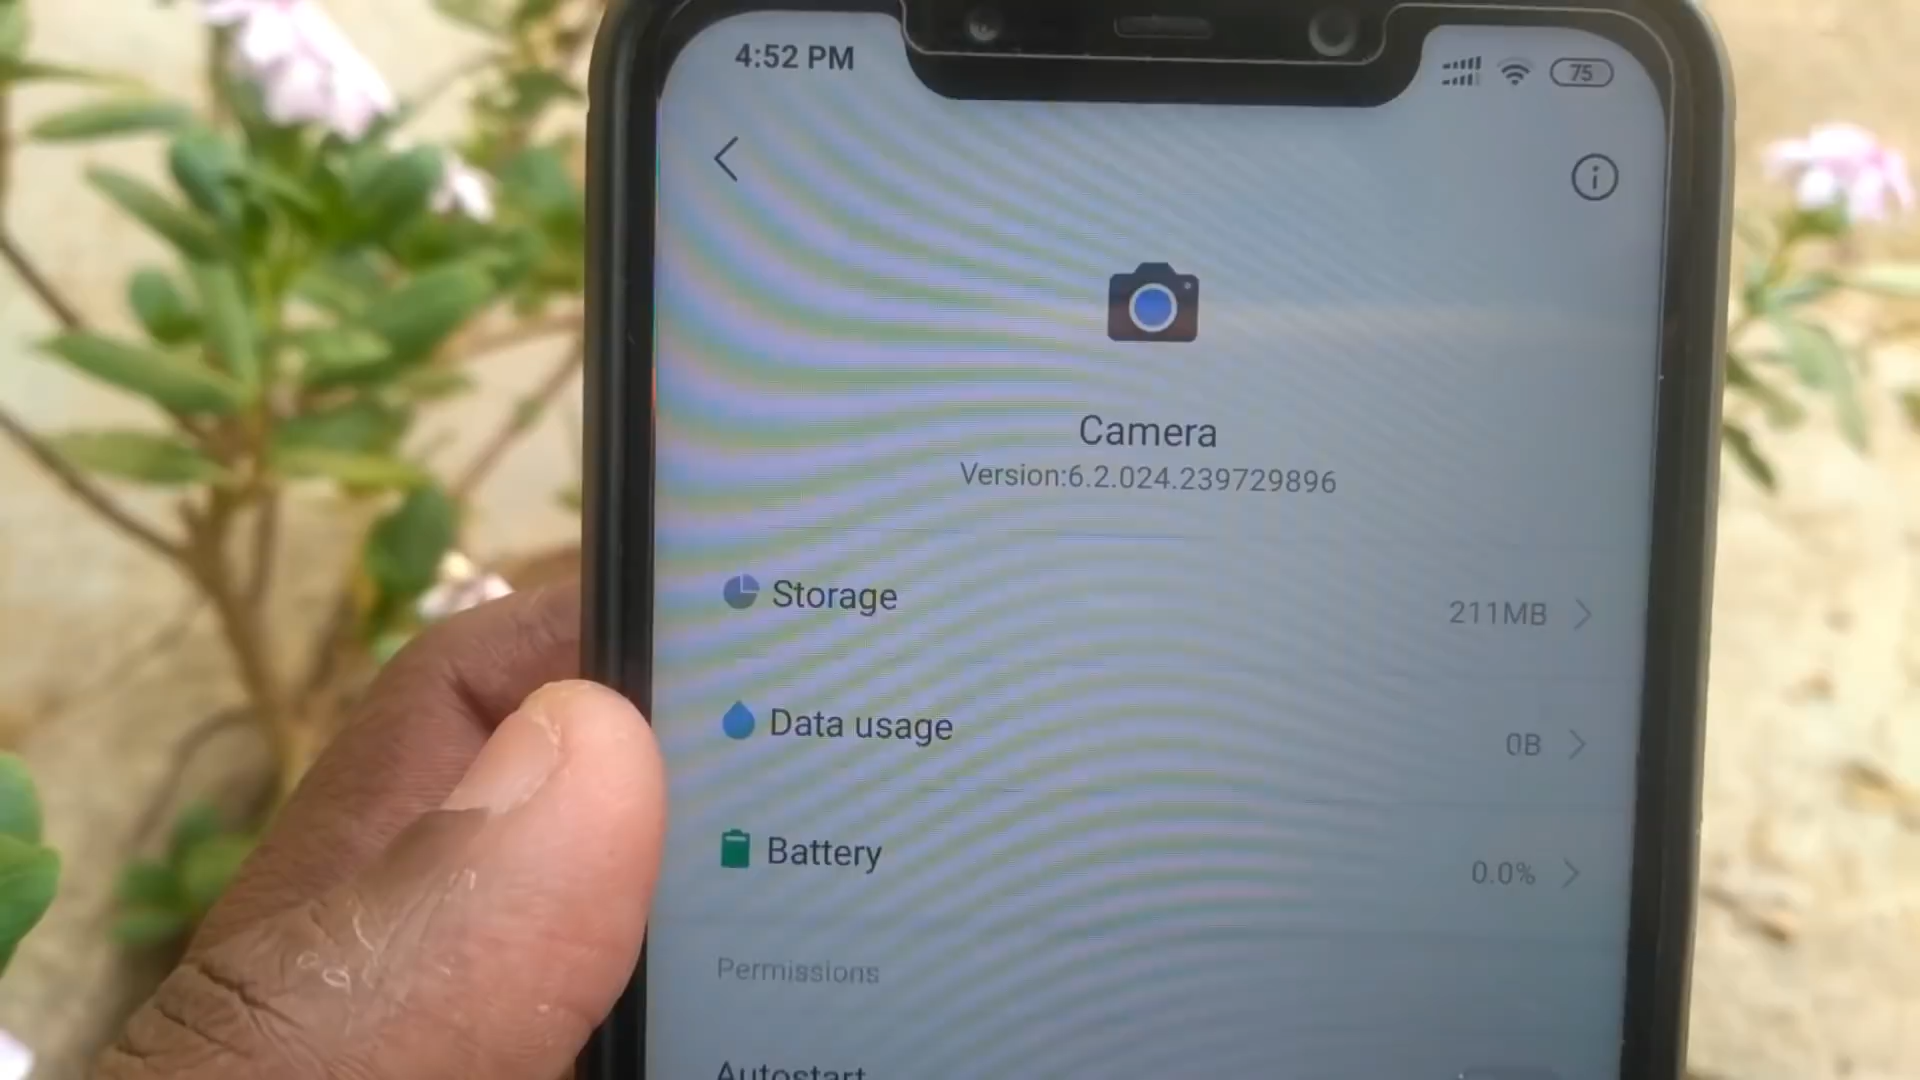 4:52 PM
75
Camera
Version:6.2.024.239729896
Storage
211MB
Data usage
0B
Battery
0.0%
Permissions
Autostart